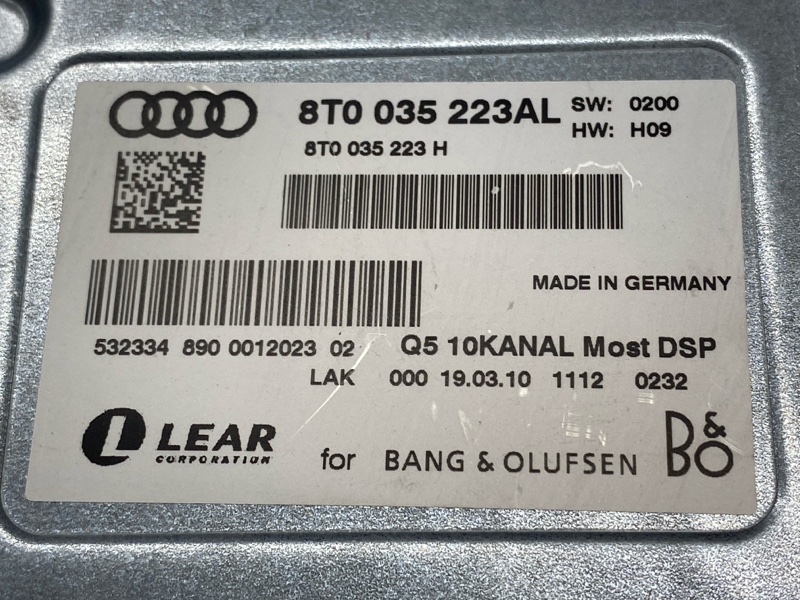 8T0 035 223AL SW: 0200
HW: H09
8T0 035 223 H
MADE IN GERMANY
532334 890 0012023 02 Q5 10KANAL Most DSP
LAK 000 19.03.10 1112 0232
L LEAR
CORPORATION
for BANG & OLUFSEN B&O